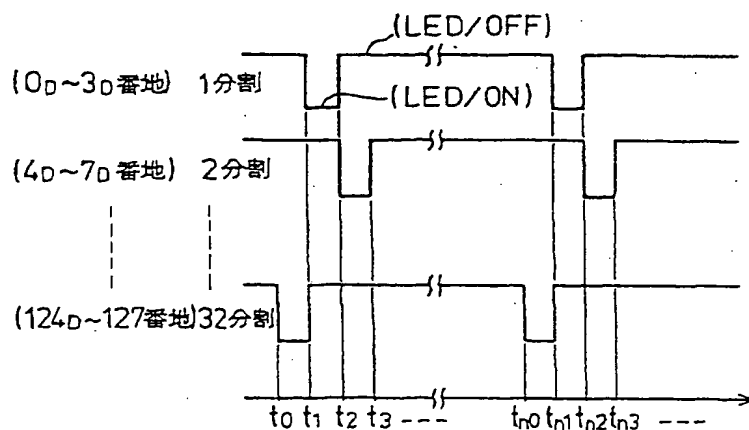 (LED/OFF)
(0D~3D番地) 1分割
(LED/ON)
(4D~7D番地) 2分割
(124D~127番地)32分割
t0 t1 t2 t3 ---- tn0 tn1 tn2 tn3 ---